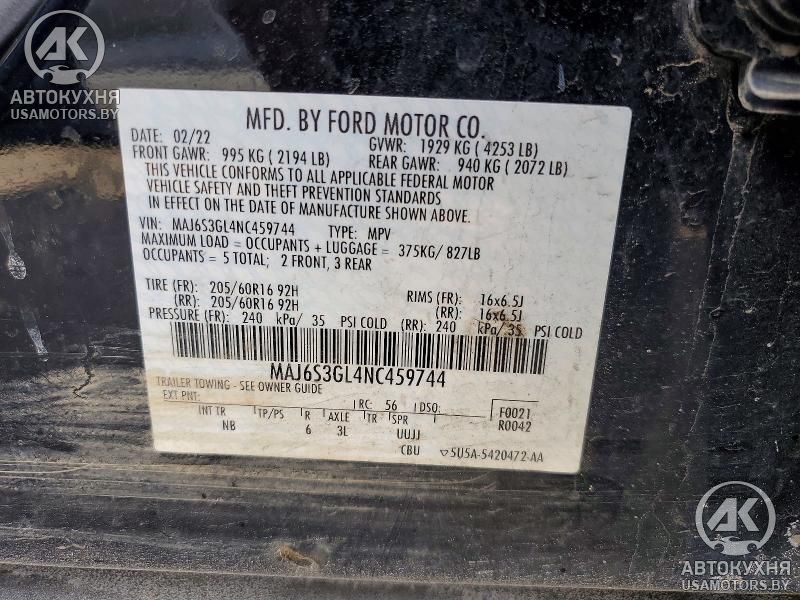 AK
АВТОКУХНЯ
USAMOTORS.BY
MFD. BY FORD MOTOR CO.
DATE: 02/22 GVWR: 1929 KG ( 4253 LB)
FRONT GAWR: 995 KG ( 2194 LB) REAR GAWR: 940 KG ( 2072 LB)
THIS VEHICLE CONFORMS TO ALL APPLICABLE FEDERAL MOTOR
VEHICLE SAFETY AND THEFT PREVENTION STANDARDS
IN EFFECT ON THE DATE OF MANUFACTURE SHOWN ABOVE.
VIN: MAJ6S3GL4NC459744 TYPE: MPV
MAXIMUM LOAD = OCCUPANTS + LUGGAGE = 375KG/ 827LB
OCCUPANTS = 5 TOTAL; 2 FRONT, 3 REAR
TIRE (FR): 205/60R16 92H RIMS (FR): 16x6.5J
(RR): 205/60R16 92H (RR): 16x6.5J
PRESSURE (FR): 240 kPa/ 35 PSI COLD (RR): 240 kPa/ 35 PSI COLD
MAJ6S3GL4NC459744
TRAILER TOWING - SEE OWNER GUIDE
EXT PNT: RC: 56 DSO: F0021
INT TR TP/PS R AXLE TR SPR R0042
NB 6 3L UUJJ
CBU ▽5U5A-5420472-AA
AK
АВТОКУХНЯ
USAMOTORS.BY